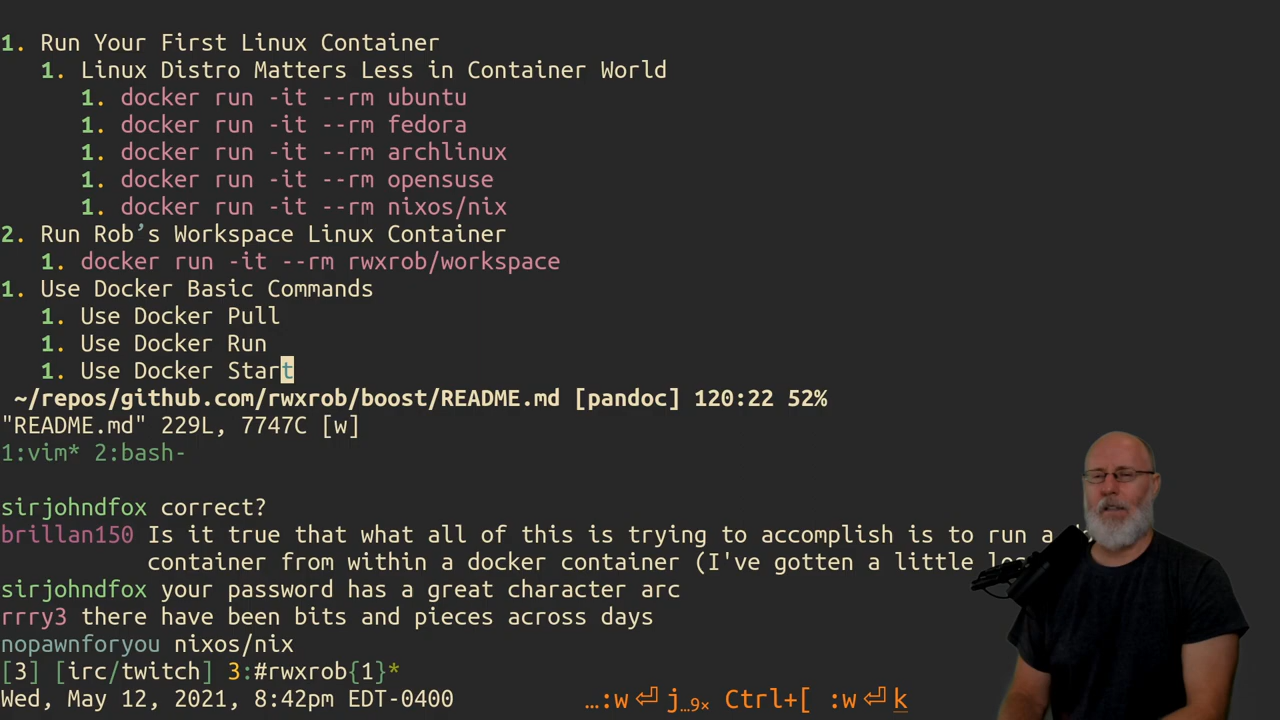 1. Run Your First Linux Container
1. Linux Distro Matters Less in Container World
1. docker run -it --rm ubuntu
1. docker run -it --rm fedora
1. docker run -it --rm archlinux
1. docker run -it --rm opensuse
1. docker run -it --rm nixos/nix
2. Run Rob’s Workspace Linux Container
1. docker run -it --rm rwxrob/workspace
1. Use Docker Basic Commands
1. Use Docker Pull
1. Use Docker Run
1. Use Docker Start
~/repos/github.com/rwxrob/boost/README.md [pandoc] 120:22 52%
"README.md" 229L, 7747C [w]
1:vim* 2:bash-
sirjohndfox correct?
brillan150 Is it true that what all of this is trying to accomplish is to run a
container from within a docker container (I've gotten a little
sirjohndfox your password has a great character arc
rrry3 there have been bits and pieces across days
nopawnforyou nixos/nix
[3] [irc/twitch] 3:#rwxrob{1}*
Wed, May 12, 2021, 8:42pm EDT-0400 …:w⏎ j…9× Ctrl+[ :w⏎ k